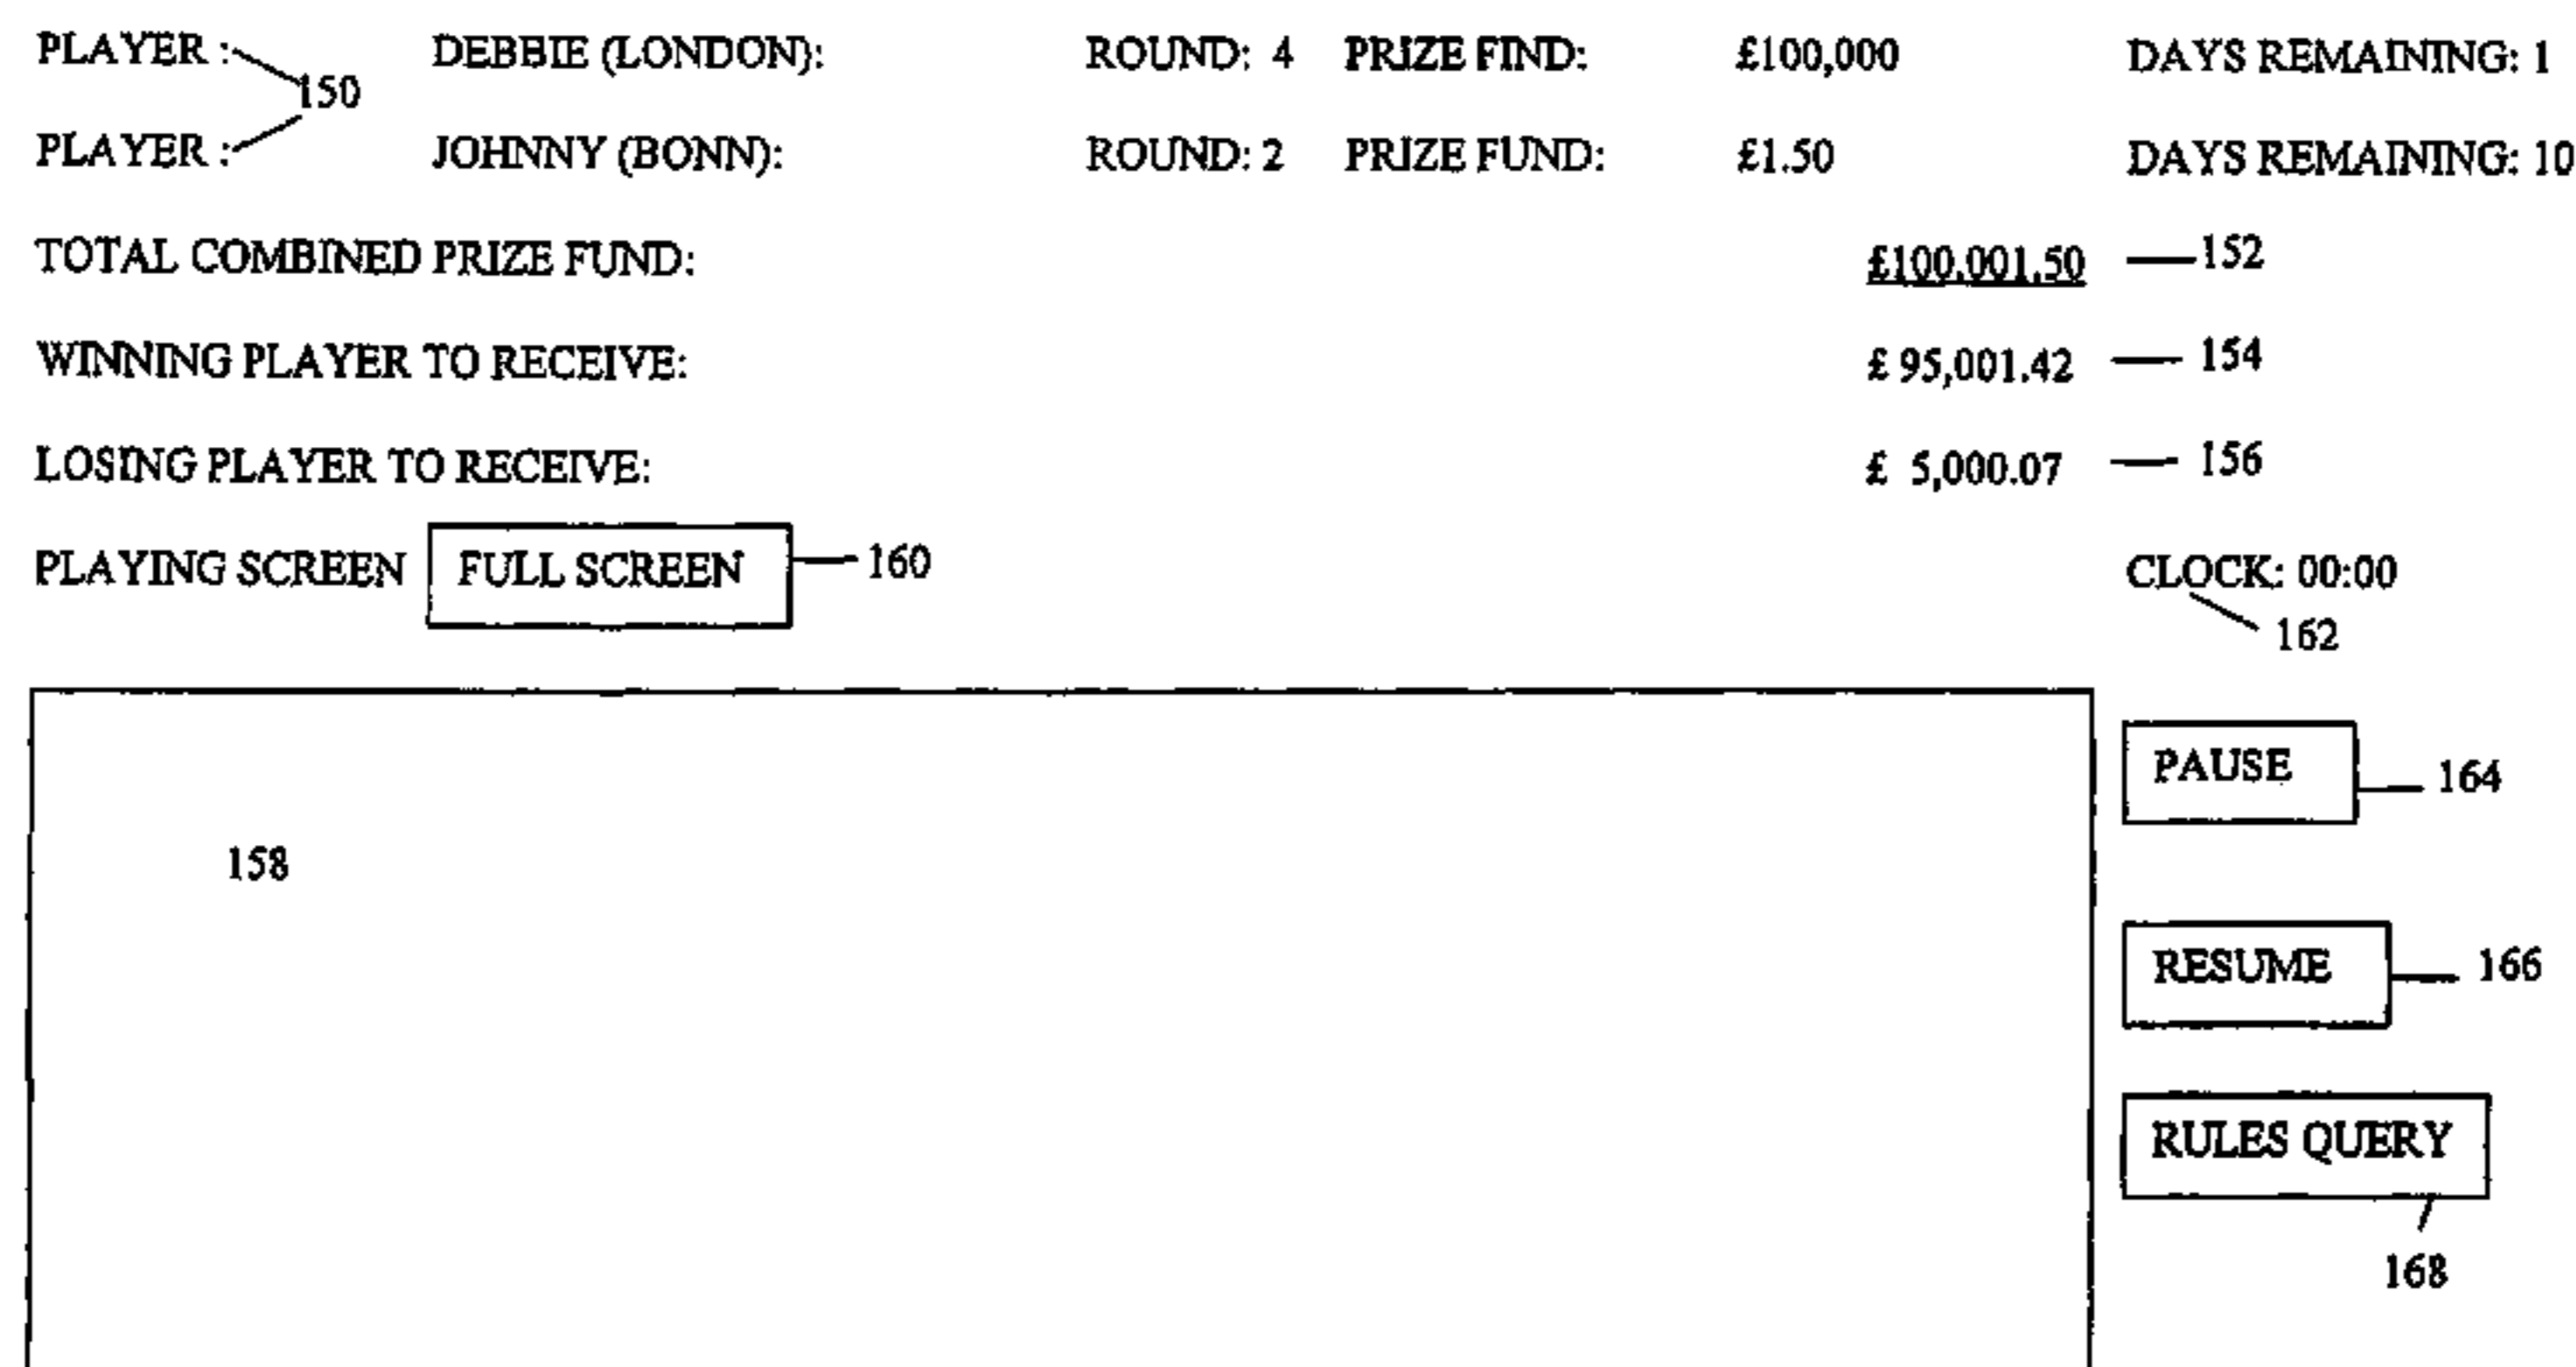 PLAYER : DEBBIE (LONDON): ROUND: 4 PRIZE FIND: £100,000 DAYS REMAINING: 1
150
PLAYER : JOHNNY (BONN): ROUND: 2 PRIZE FUND: £1.50 DAYS REMAINING: 10
TOTAL COMBINED PRIZE FUND: £100,001.50 152
WINNING PLAYER TO RECEIVE: £ 95,001.42 154
LOSING PLAYER TO RECEIVE: £ 5,000.07 156
PLAYING SCREEN FULL SCREEN 160 CLOCK: 00:00
162
PAUSE 164
158
RESUME 166
RULES QUERY
168